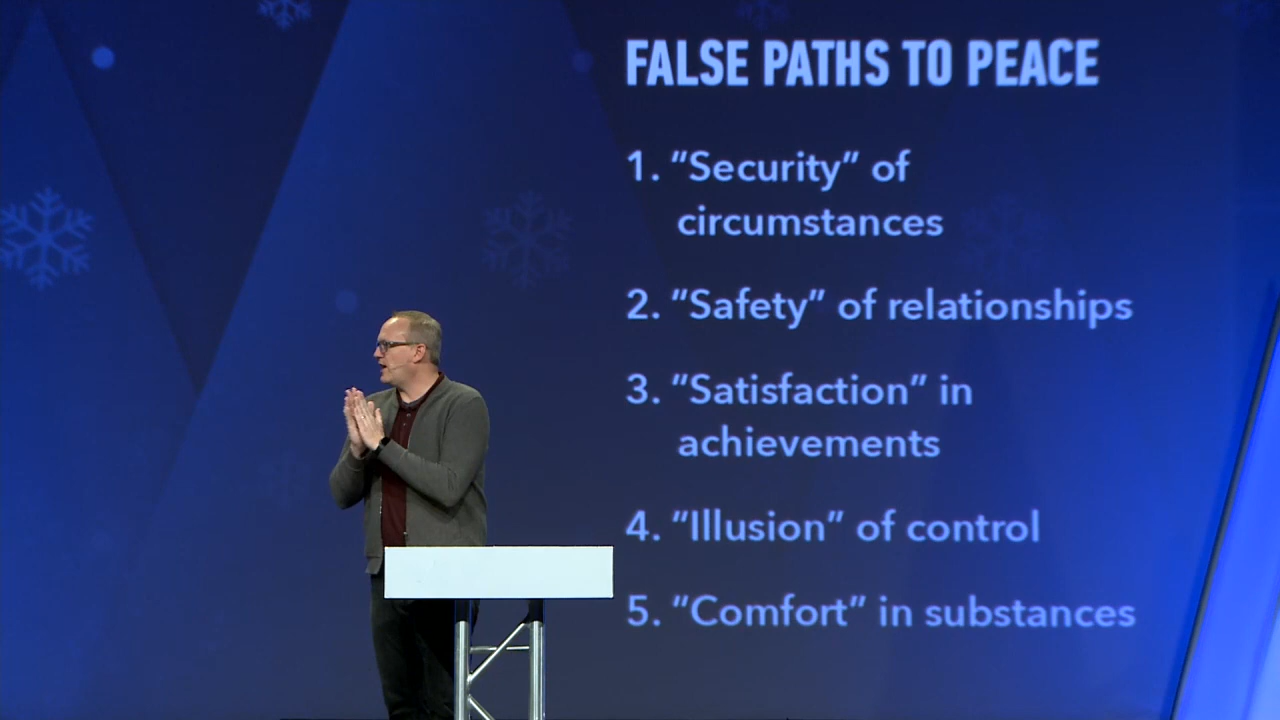 FALSE PATHS TO PEACE
1. "Security" of
circumstances
2. "Safety" of relationships
3. "Satisfaction" in
achievements
4. "Illusion" of control
5. "Comfort" in substances